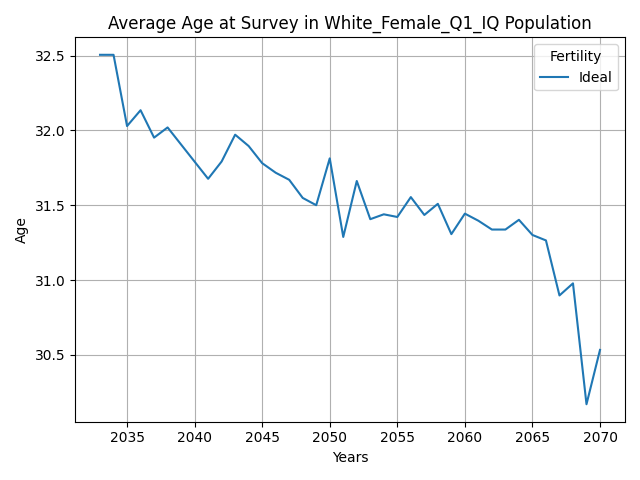 Average Age at Survey in White_Female_Q1_IQ Population
Fertility
Ideal
32.5
32.0
31.5
31.0
30.5
Age
2035 2040 2045 2050 2055 2060 2065 2070
Years